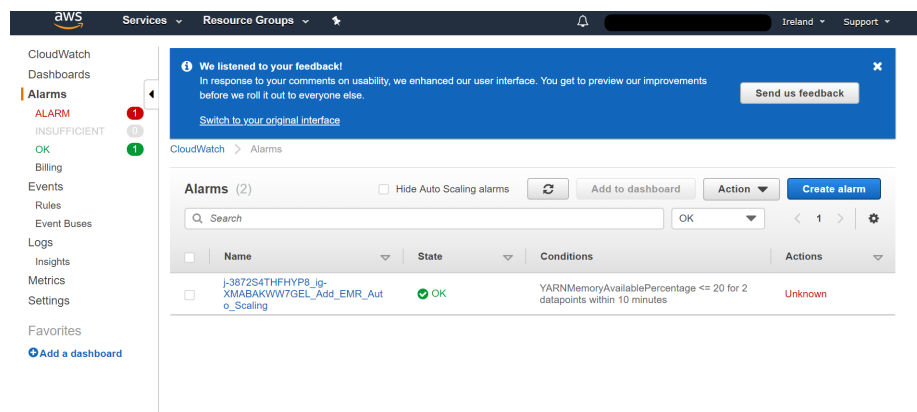 aws Services Resource Groups Ireland Support
CloudWatch
Dashboards
Alarms
ALARM 1
INSUFFICIENT 0
OK 1
Billing
Events
Rules
Event Buses
Logs
Insights
Metrics
Settings
Favorites
Add a dashboard
We listened to your feedback!
In response to your comments on usability, we enhanced our user interface. You get to preview our improvements
before we roll it out to everyone else.
Send us feedback
Switch to your original interface
CloudWatch > Alarms
Alarms (2) Hide Auto Scaling alarms Add to dashboard Action Create alarm
Search OK < 1 >
Name State Conditions Actions
j-3872S4THFHYP8_ig-
XMABAKWW7GEL_Add_EMR_Aut
o_Scaling
OK
YARNMemoryAvailablePercentage <= 20 for 2
datapoints within 10 minutes
Unknown